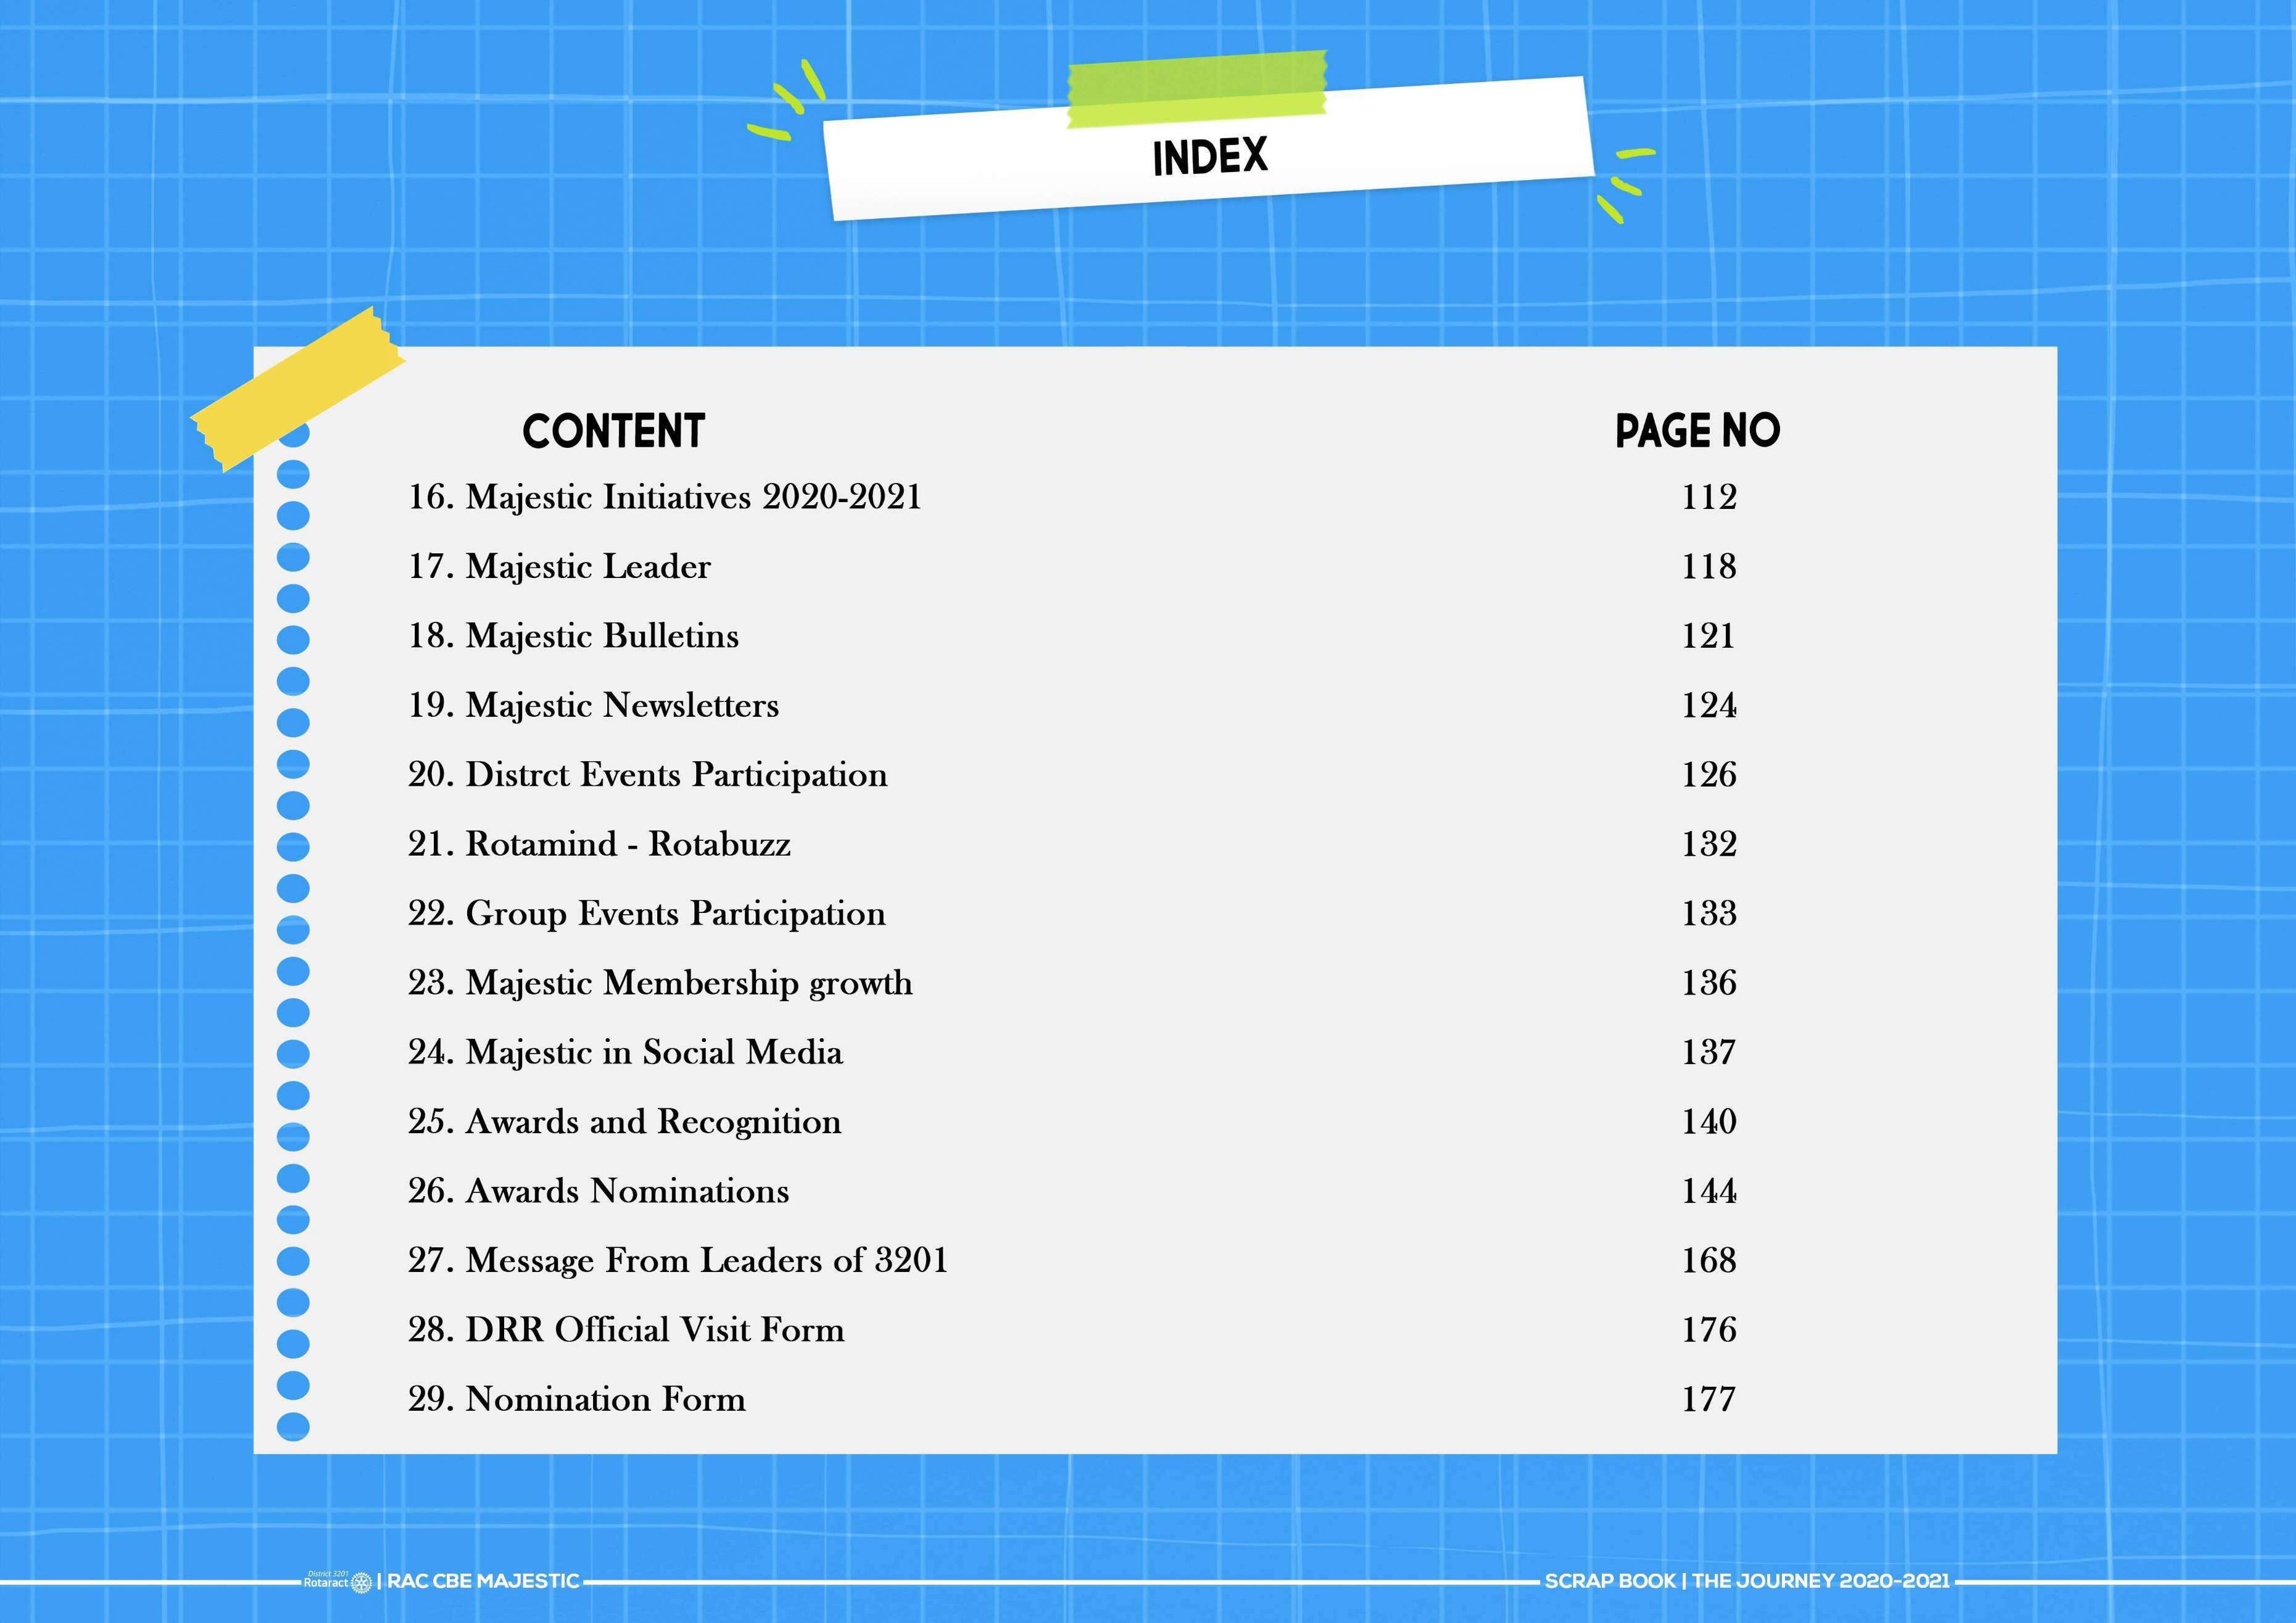 INDEX
CONTENT PAGE NO
16. Majestic Initiatives 2020-2021 112
17. Majestic Leader 118
18. Majestic Bulletins 121
19. Majestic Newsletters 124
20. Distrct Events Participation 126
21. Rotamind - Rotabuzz 132
22. Group Events Participation 133
23. Majestic Membership growth 136
24. Majestic in Social Media 137
25. Awards and Recognition 140
26. Awards Nominations 144
27. Message From Leaders of 3201 168
28. DRR Official Visit Form 176
29. Nomination Form 177
District 3201
Rotaract | RAC CBE MAJESTIC SCRAP BOOK | THE JOURNEY 2020-2021